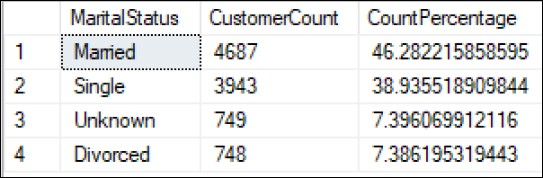 MaritalStatus CustomerCount CountPercentage
1 Married 4687 46.282215858595
2 Single 3943 38.935518909844
3 Unknown 749 7.396069912116
4 Divorced 748 7.386195319443